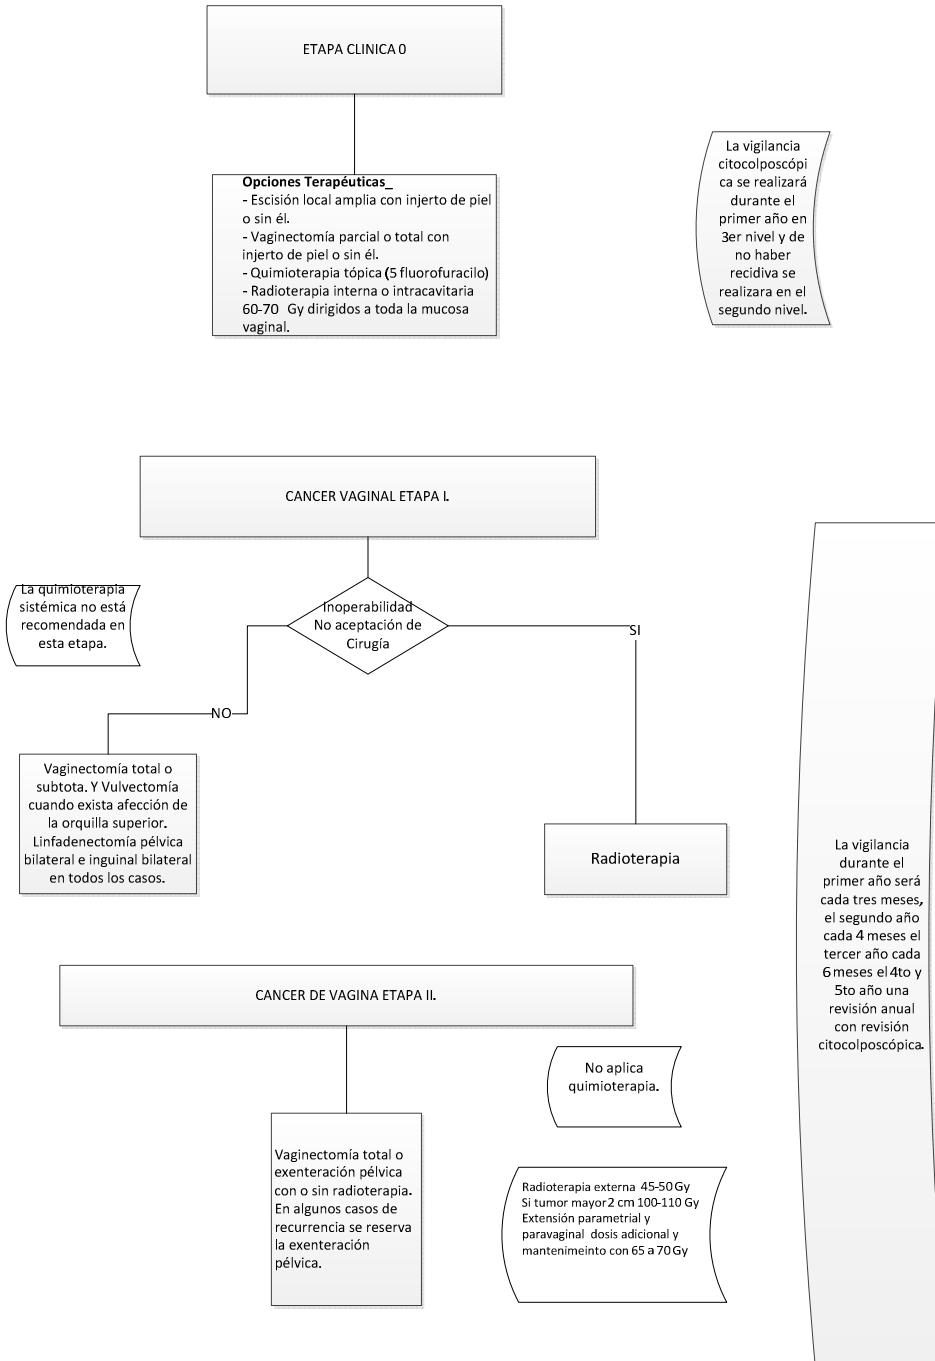 ETAPA CLINICA 0
Opciones Terapéuticas_
- Escisión local amplia con injerto de piel
o sin él.
- Vaginectomía parcial o total con
injerto de piel o sin él.
- Quimioterapia tópica (5 fluorofuracilo)
- Radioterapia interna o intracavitaria
60-70 Gy dirigidos a toda la mucosa
vaginal.
La vigilancia
citocolposcópi
ca se realizará
durante el
primer año en
3er nivel y de
no haber
recidiva se
realizara en el
segundo nivel.
CANCER VAGINAL ETAPA I.
La quimioterapia
sistémica no está
recomendada en
esta etapa.
Inoperabilidad
No aceptación de
Cirugía
SI
NO
Vaginectomía total o
subtota. Y Vulvectomía
cuando exista afección de
la orquilla superior.
Linfadenectomía pélvica
bilateral e inguinal bilateral
en todos los casos.
Radioterapia
La vigilancia
durante el
primer año será
cada tres meses,
el segundo año
cada 4 meses el
tercer año cada
6 meses el 4to y
5to año una
revisión anual
con revisión
citocolposcópica.
CANCER DE VAGINA ETAPA II.
No aplica
quimioterapia.
Vaginectomía total o
exenteración pélvica
con o sin radioterapia.
En algunos casos de
recurrencia se reserva
la exenteración
pélvica.
Radioterapia externa 45-50 Gy
Si tumor mayor 2 cm 100-110 Gy
Extensión parametrial y
paravaginal dosis adicional y
mantenimeinto con 65 a 70 Gy